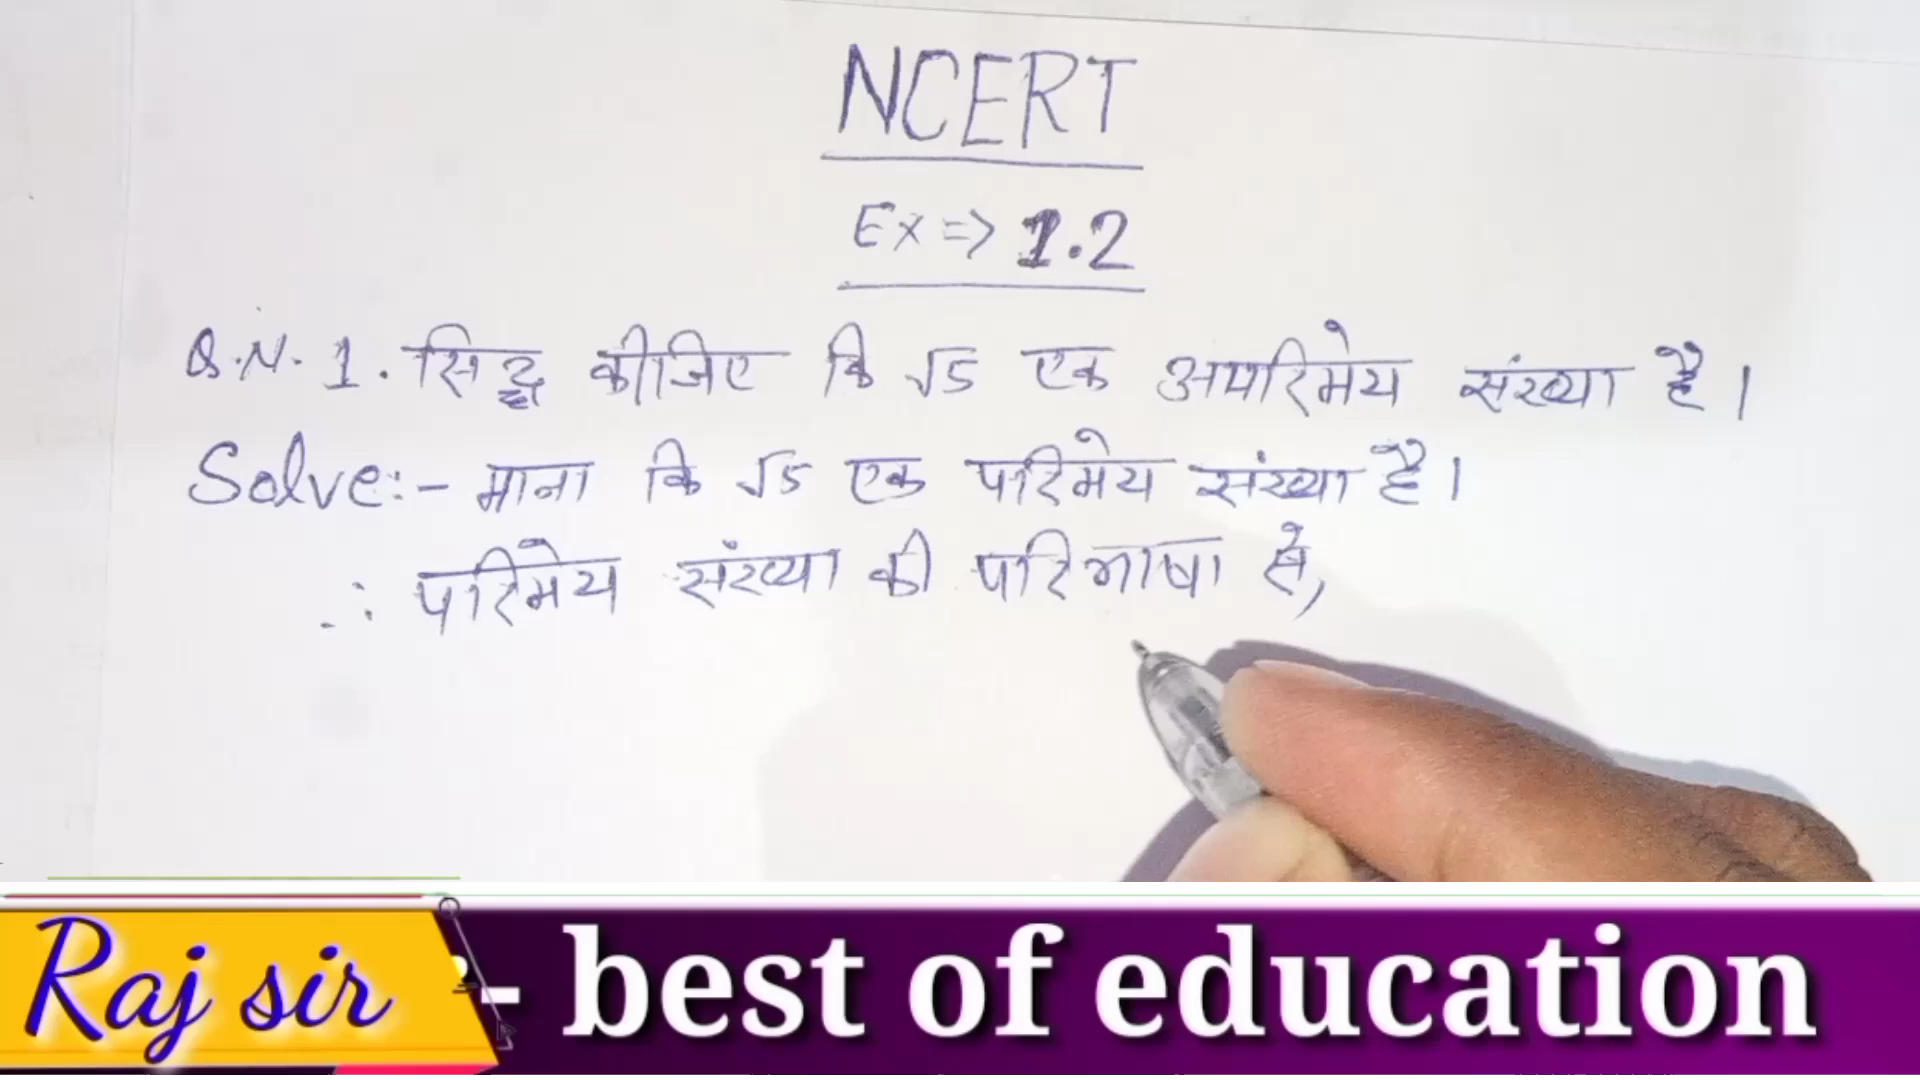 NCERT
Ex => 1.2
Q.N. 1. सिद्ध कीजिए कि √5 एक अपरिमेय संख्या है।
Solve:- माना कि √5 एक परिमेय संख्या है।
∴ परिमेय संख्या की परिभाषा से,
Raj sir :- best of education